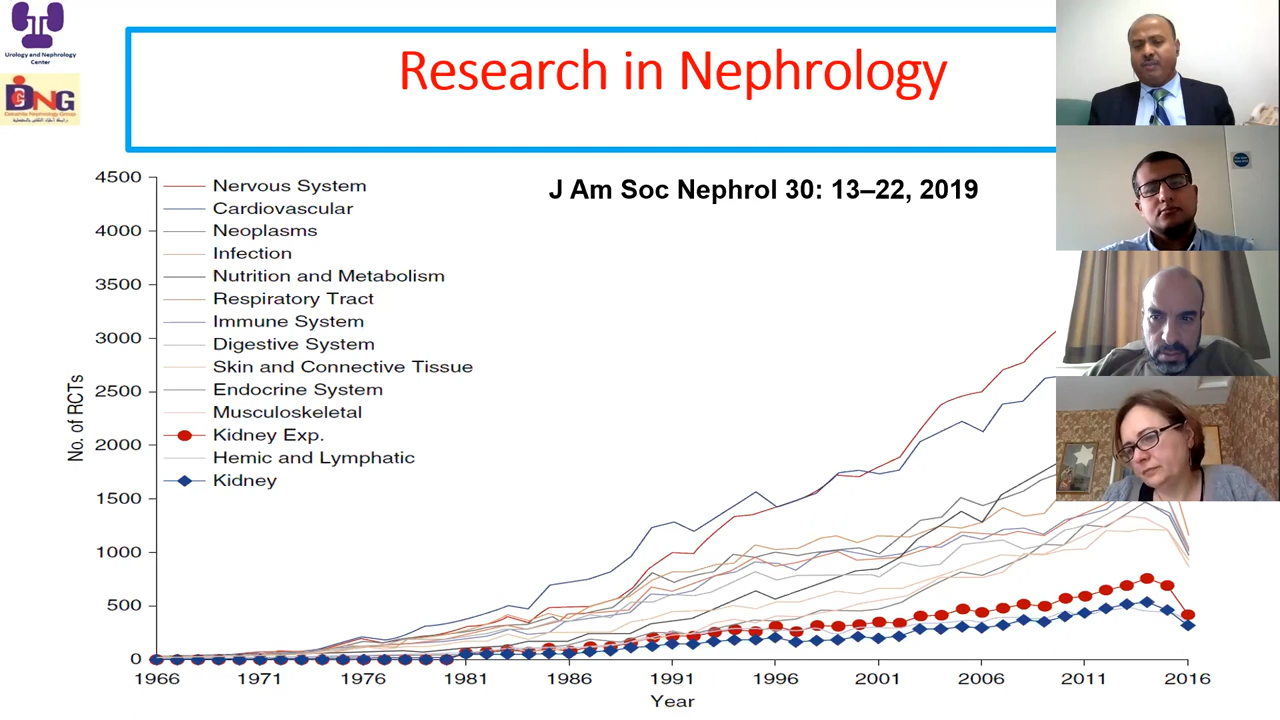 Urology and Nephrology
Center
DNG
Dakahlia Nephrology Group
Research in Nephrology
J Am Soc Nephrol 30: 13–22, 2019
No. of RCTs
4500
4000
3500
3000
2500
2000
1500
1000
500
0
Nervous System
Cardiovascular
Neoplasms
Infection
Nutrition and Metabolism
Respiratory Tract
Immune System
Digestive System
Skin and Connective Tissue
Endocrine System
Musculoskeletal
Kidney Exp.
Hemic and Lymphatic
Kidney
1966
1971
1976
1981
1986
1991
1996
2001
2006
2011
2016
Year